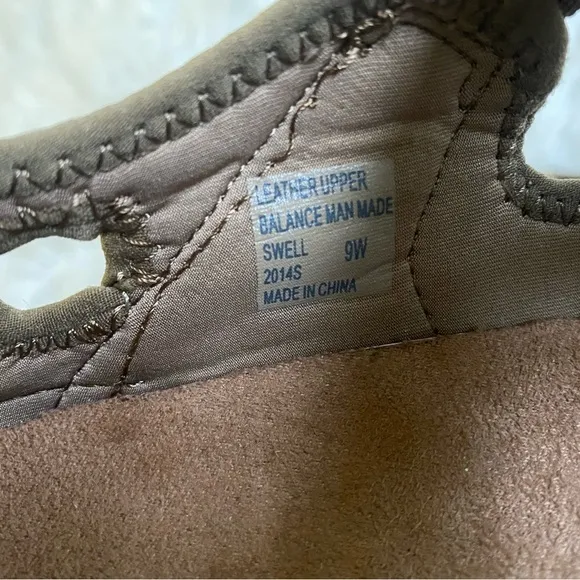 LEATHER UPPER
BALANCE MAN MADE
SWELL 9W
2014S
MADE IN CHINA